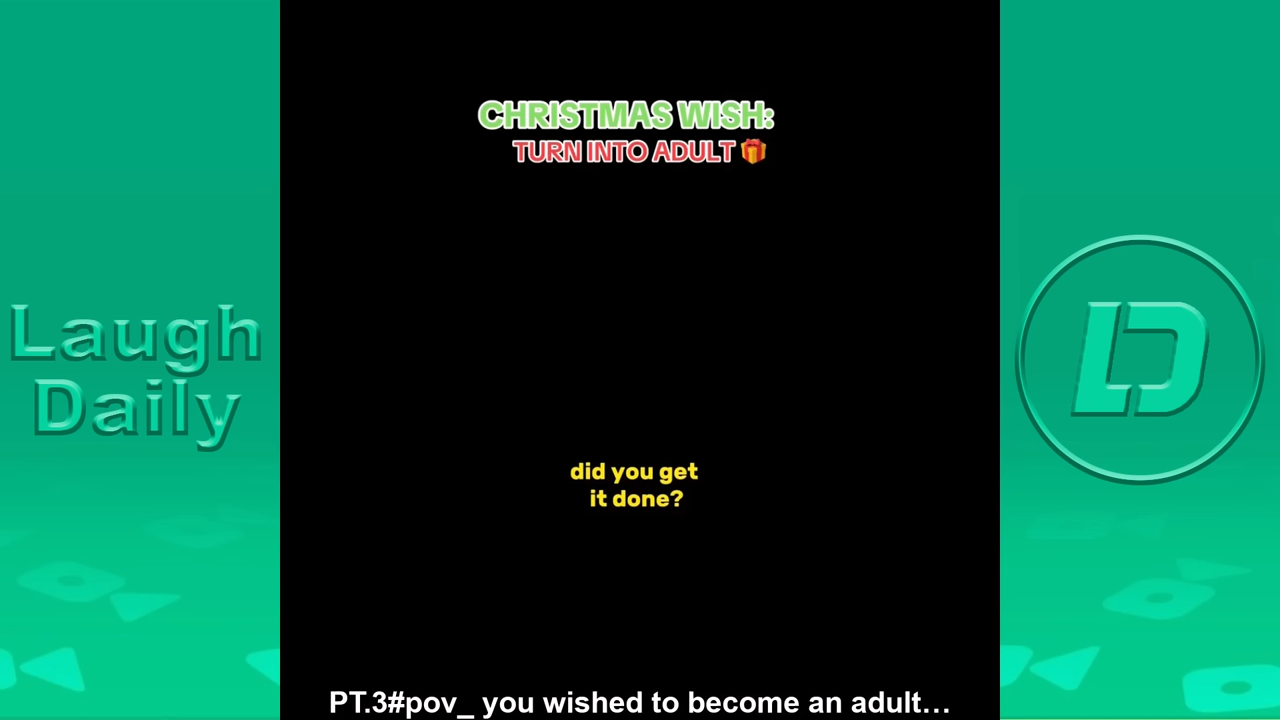 CHRISTMAS WISH:
TURN INTO ADULT 🎁
Laugh
Daily
LD
did you get
it done?
PT.3#pov_ you wished to become an adult...